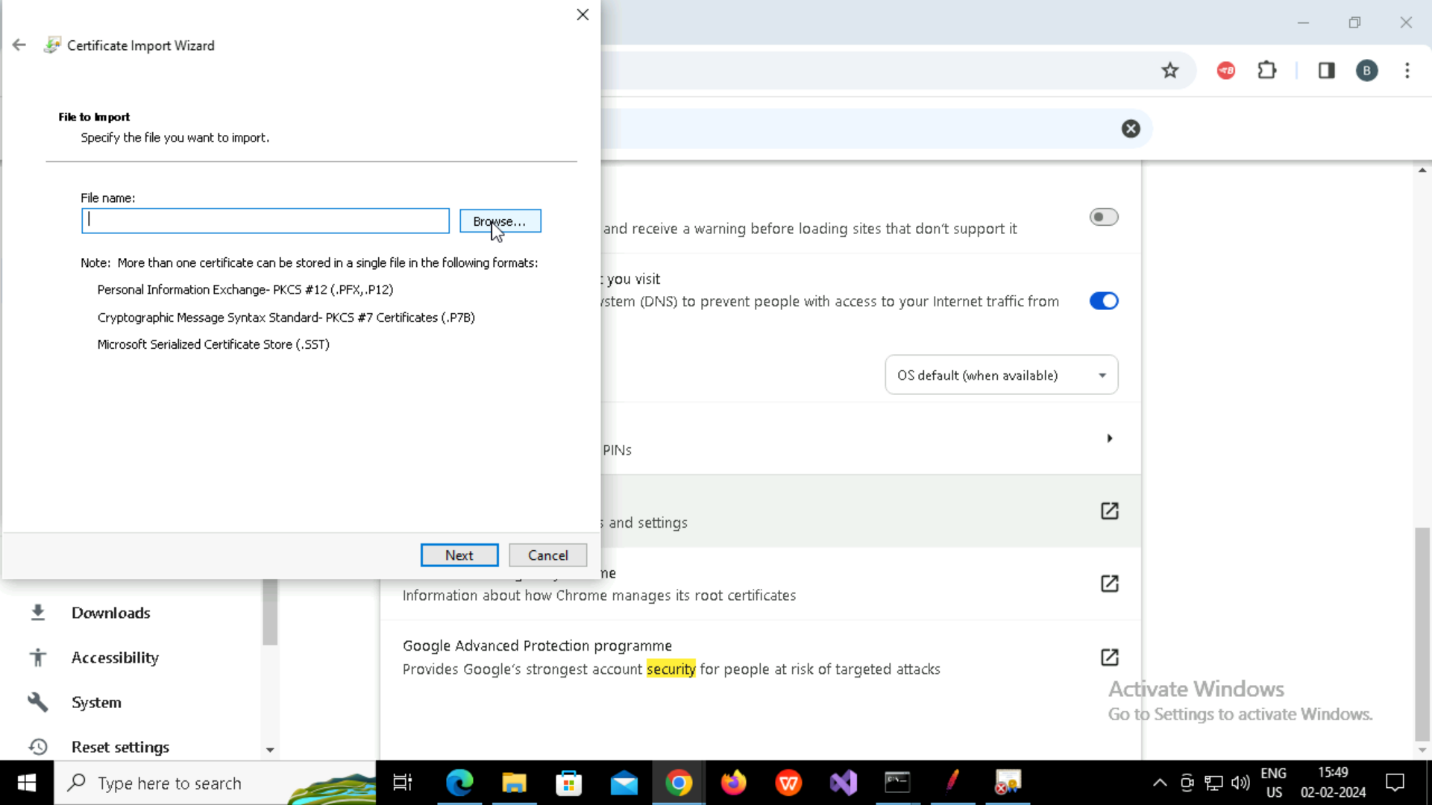 Certificate Import Wizard
File to Import
Specify the file you want to import.
File name:
Browse...
Note: More than one certificate can be stored in a single file in the following formats:
Personal Information Exchange- PKCS #12 (.PFX,.P12)
Cryptographic Message Syntax Standard- PKCS #7 Certificates (.P7B)
Microsoft Serialized Certificate Store (.SST)
Next
Cancel
B
and receive a warning before loading sites that don't support it
you visit
(DNS) to prevent people with access to your Internet traffic from
OS default (when available)
PINs
and settings
Information about how Chrome manages its root certificates
Google Advanced Protection programme
Provides Google's strongest account security for people at risk of targeted attacks
Downloads
Accessibility
System
Reset settings
Activate Windows
Go to Settings to activate Windows.
Type here to search
ENG
US
15:49
02-02-2024